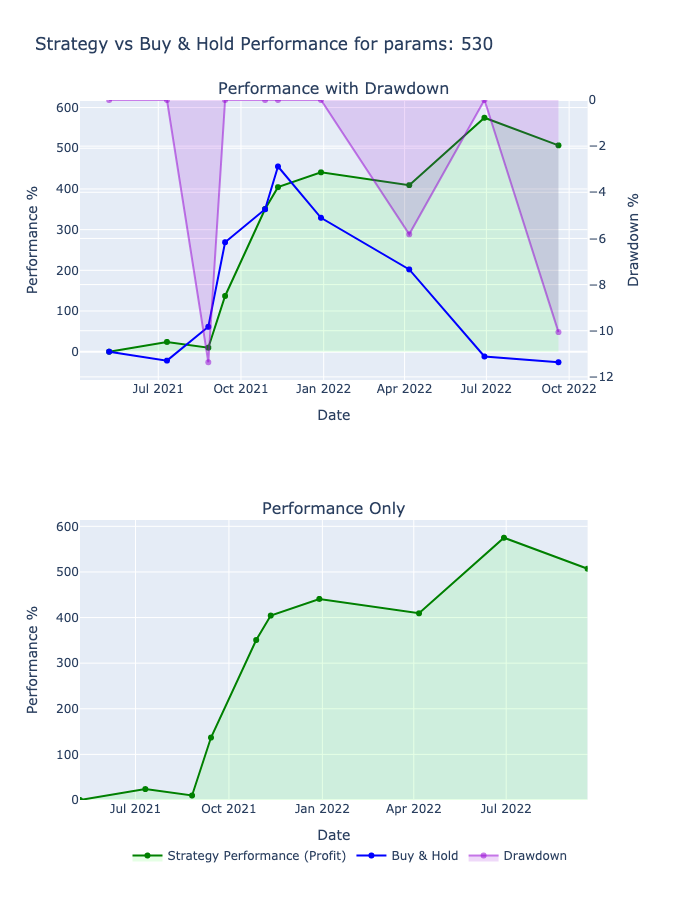 Strategy vs Buy & Hold Performance for params: 530
Performance with Drawdown
600
500
400
300
200
100
0
Performance %
0
−2
−4
−6
−8
−10
−12
Drawdown %
Jul 2021 Oct 2021 Jan 2022 Apr 2022 Jul 2022 Oct 2022
Date
Performance Only
600
500
400
300
200
100
0
Performance %
Jul 2021 Oct 2021 Jan 2022 Apr 2022 Jul 2022
Date
Strategy Performance (Profit) Buy & Hold Drawdown